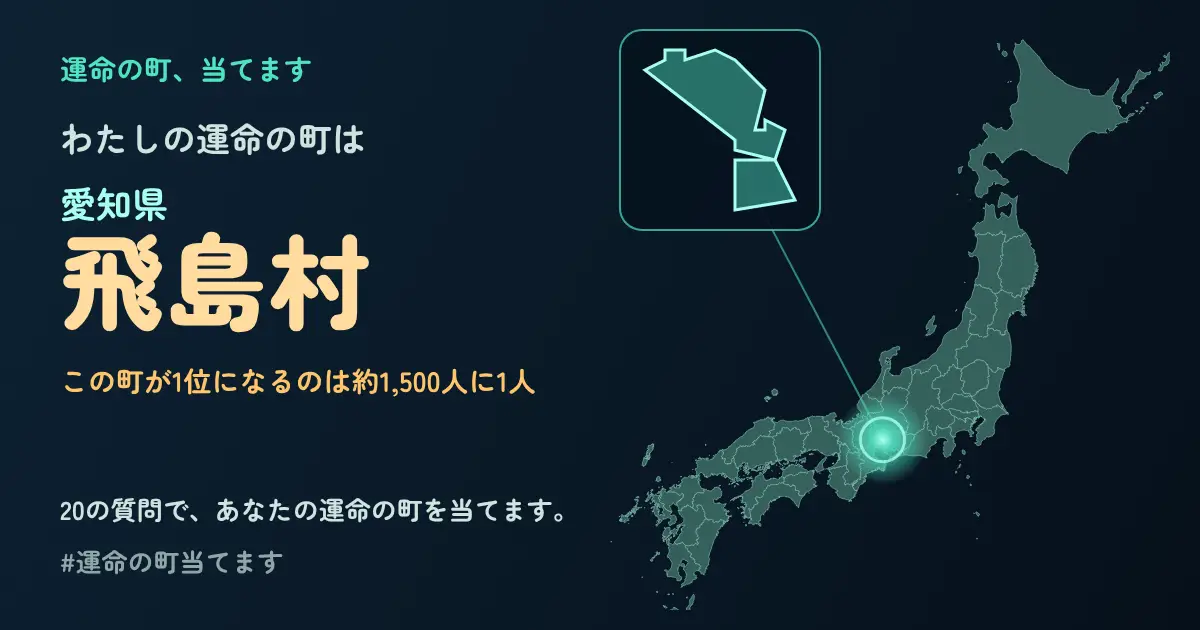 運命の町、当てます
わたしの運命の町は
愛知県
飛島村
この町が1位になるのは約1,500人に1人
20の質問で、あなたの運命の町を当てます。
#運命の町当てます